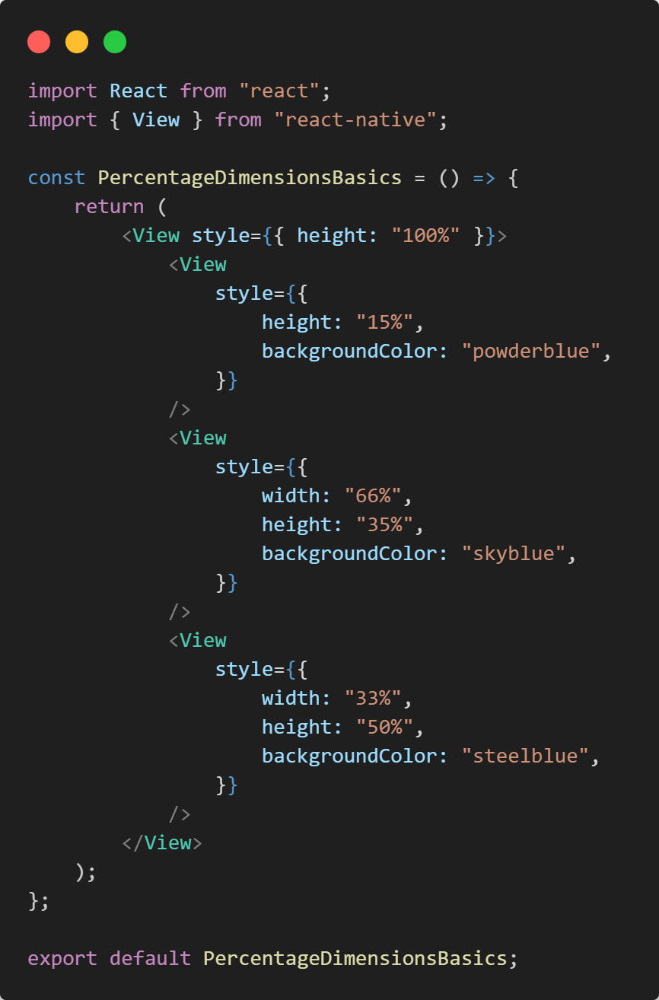 import React from "react";
import { View } from "react-native";

const PercentageDimensionsBasics = () => {
    return (
        <View style={{ height: "100%" }}>
            <View
                style={{
                    height: "15%",
                    backgroundColor: "powderblue",
                }}
            />
            <View
                style={{
                    width: "66%",
                    height: "35%",
                    backgroundColor: "skyblue",
                }}
            />
            <View
                style={{
                    width: "33%",
                    height: "50%",
                    backgroundColor: "steelblue",
                }}
            />
        </View>
    );
};

export default PercentageDimensionsBasics;